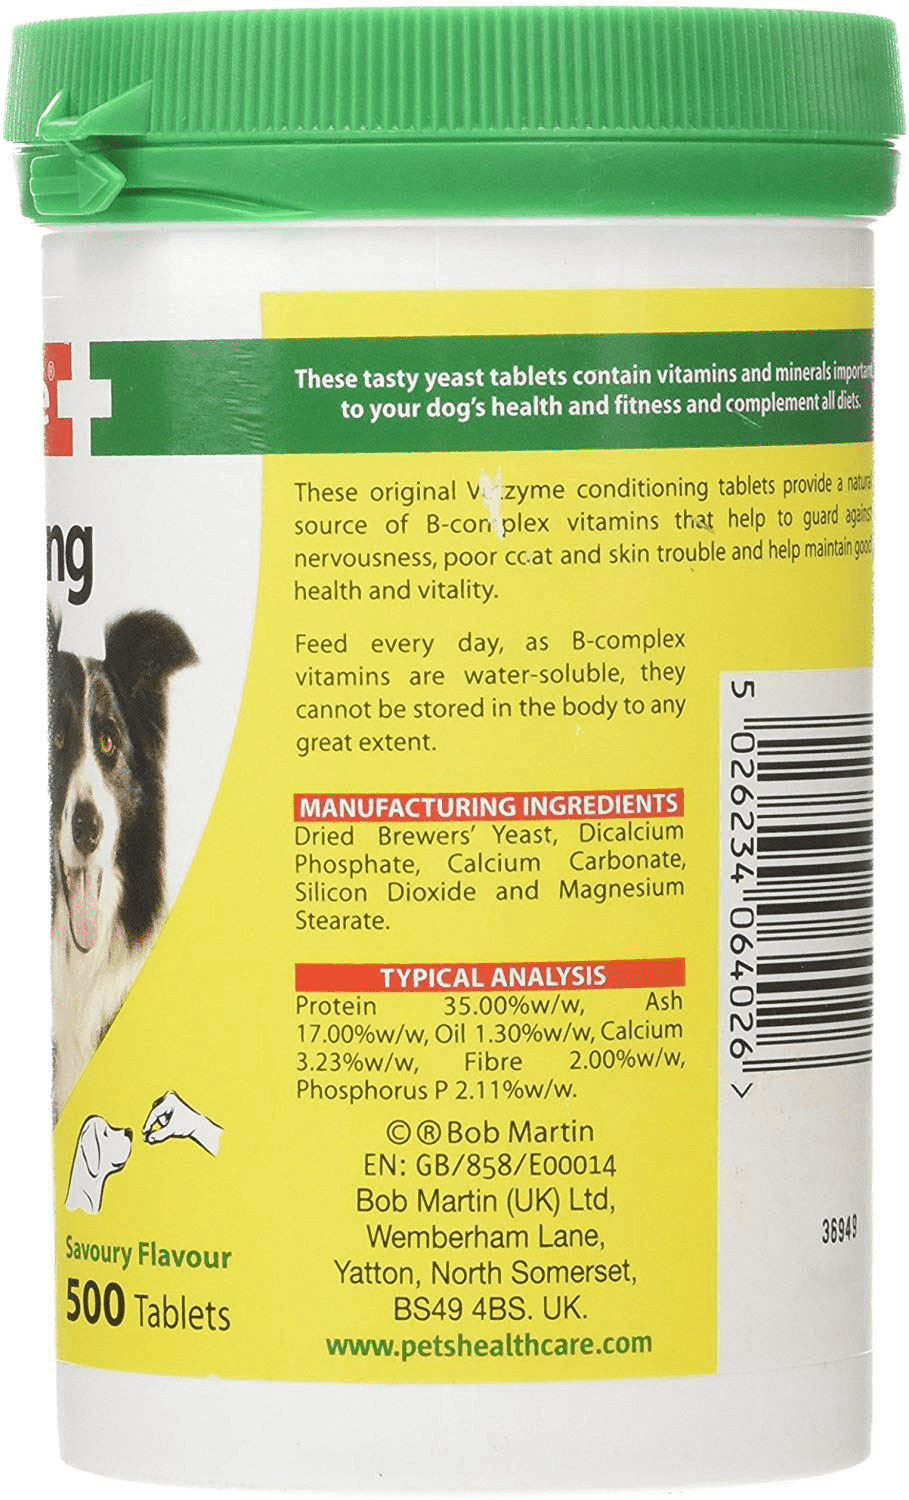 e®
ng
These tasty yeast tablets contain vitamins and minerals important
to your dog's health and fitness and complement all diets.
These original conditioning tablets provide a natural
source of B-complex vitamins that help to guard against
nervousness, poor coat and skin trouble and help maintain good
health and vitality.
Feed every day, as B-complex
vitamins are water-soluble, they
cannot be stored in the body to any
great extent.
MANUFACTURING INGREDIENTS
Dried Brewers' Yeast, Dicalcium
Phosphate, Calcium Carbonate,
Silicon Dioxide and Magnesium
Stearate.
TYPICAL ANALYSIS
Protein 35.00%w/w, Ash
17.00%w/w, Oil 1.30%w/w, Calcium
3.23%w/w, Fibre 2.00%w/w,
Phosphorus P 2.11%w/w.
©®Bob Martin
EN: GB/858/E00014
Bob Martin (UK) Ltd,
Wemberham Lane,
Yatton, North Somerset,
BS49 4BS. UK.
www.petshealthcare.com
Savoury Flavour
500 Tablets
5 026234 064026 >
36949